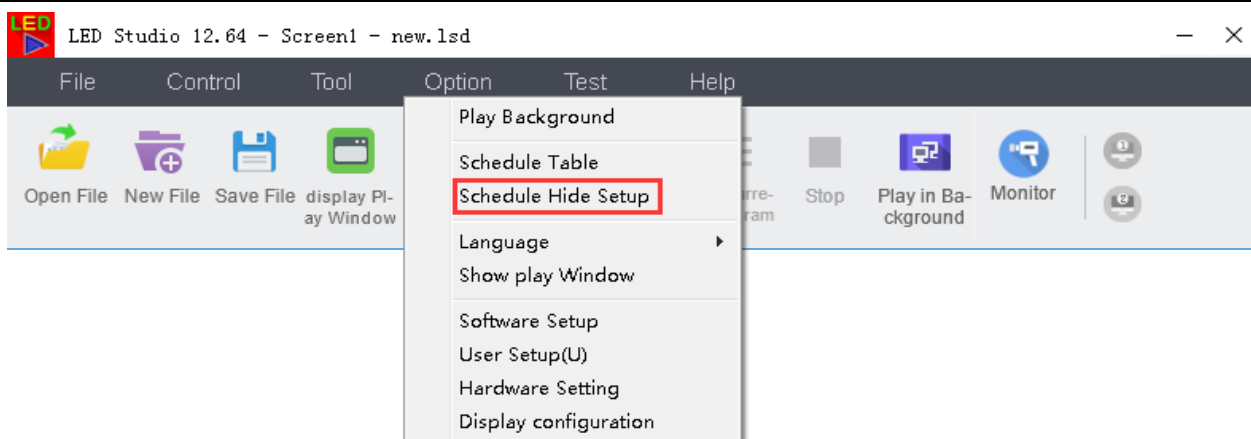 LED
LED Studio 12.64 - Screen1 - new.lsd
File Control Tool Option Test Help
Play Background
Schedule Table
Schedule Hide Setup
Language
Show play Window
Software Setup
User Setup(U)
Hardware Setting
Display configuration
Open File New File Save File display Pl-
ay Window
Stop Play in Ba-
ckground
Monitor
1
2